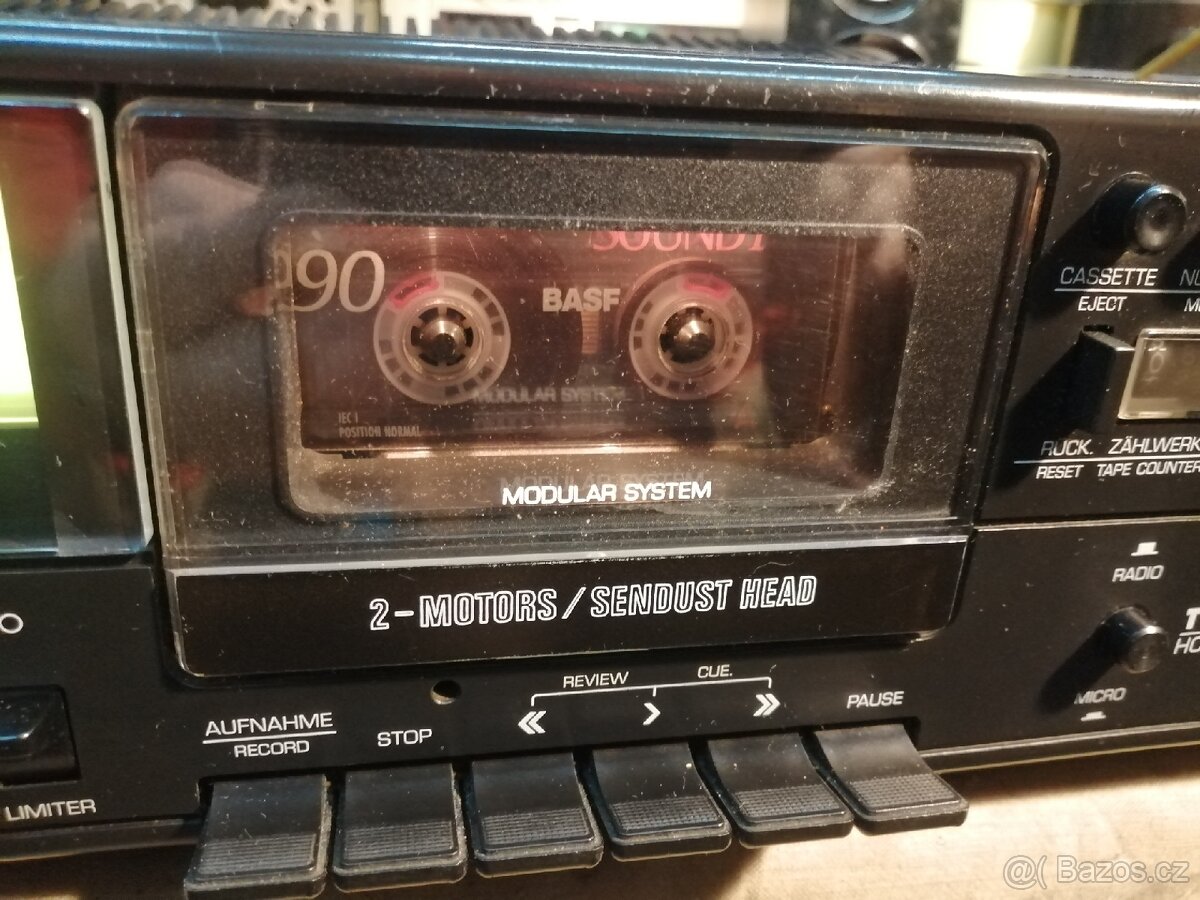 90
SOUND I
BASF
MODULAR SYSTEM
IEC I
POSITION NORMAL
MODULAR SYSTEM
2-MOTORS/SENDUST HEAD
CASSETTE
EJECT
RÜCK. ZÄHLWERK
RESET TAPE COUNTER
RADIO
MICRO
REVIEW
CUE.
AUFNAHME
RECORD
STOP
PAUSE
LIMITER
Bazos.cz